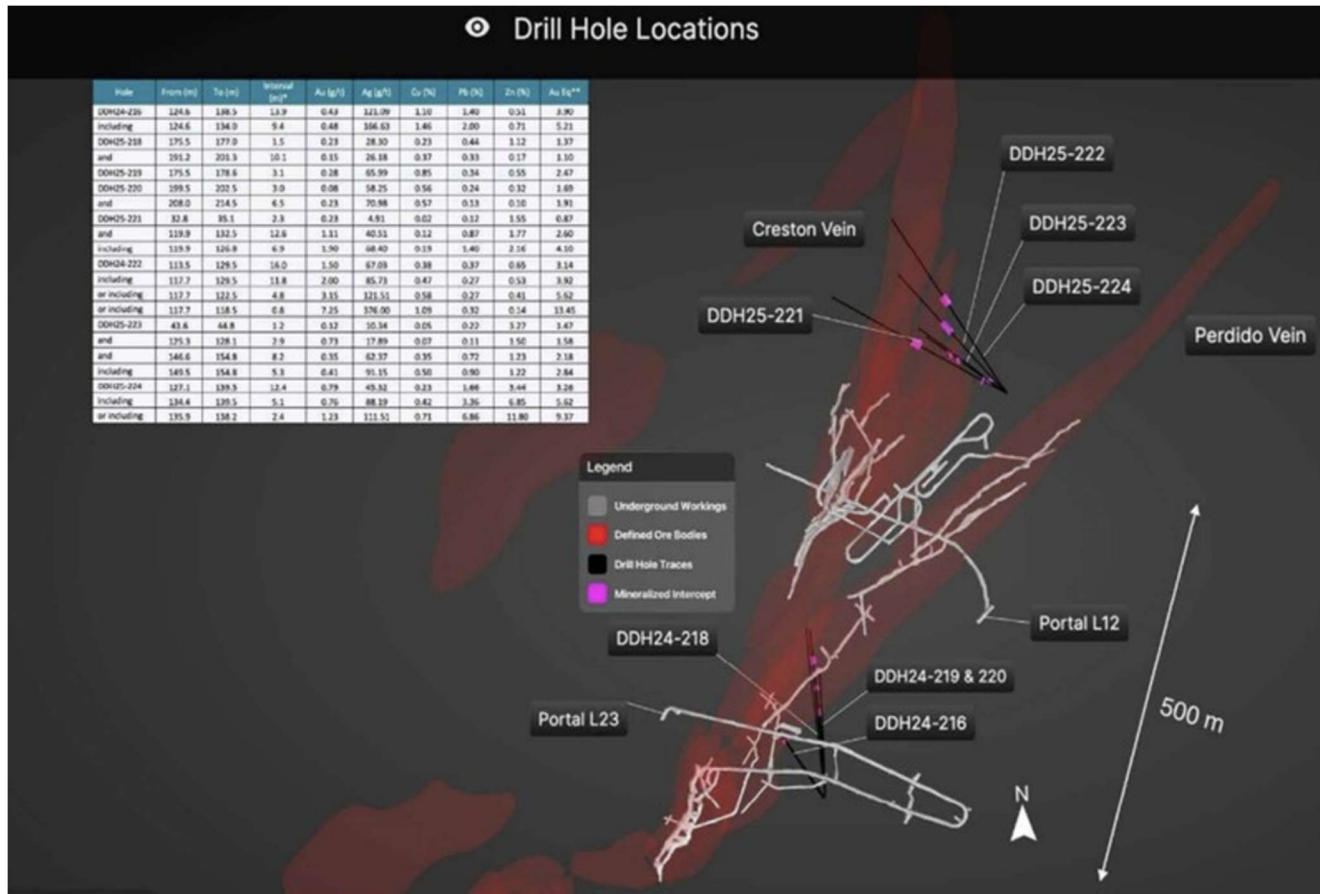 Drill Hole Locations
Hole From (m) To (m) Interval (m)* Au (g/t) Ag (g/t) Cu (%) Pb (%) Zn (%) Au Eq**
DDH24-216 124.6 138.5 13.9 0.43 121.09 1.10 1.40 0.51 3.90
including 124.6 134.0 9.4 0.48 166.63 1.46 2.00 0.71 5.21
DDH25-218 175.5 177.0 1.5 0.23 28.30 0.23 0.44 1.12 1.37
and 191.2 201.3 10.1 0.15 26.18 0.37 0.33 0.17 1.10
DDH25-219 175.5 178.6 3.1 0.28 65.99 0.85 0.34 0.55 2.47
DDH25-220 199.5 202.5 3.0 0.08 58.25 0.56 0.24 0.32 1.69
and 208.0 214.5 6.5 0.23 70.98 0.57 0.13 0.10 1.91
DDH25-221 32.8 35.1 2.3 0.23 4.91 0.02 0.12 1.55 0.87
and 119.9 132.5 12.6 1.11 40.51 0.12 0.87 1.77 2.60
including 119.9 126.8 6.9 1.90 68.40 0.19 1.40 2.16 4.10
DDH24-222 113.5 129.5 16.0 1.50 67.03 0.38 0.37 0.65 3.14
including 117.7 129.5 11.8 2.00 85.73 0.47 0.27 0.53 3.92
or including 117.7 122.5 4.8 3.15 121.51 0.58 0.27 0.41 5.62
or including 117.7 118.5 0.8 7.25 376.00 1.09 0.32 0.14 13.45
DDH25-223 43.6 44.8 1.2 0.12 10.34 0.05 0.22 3.27 1.47
and 125.3 128.1 2.9 0.73 17.89 0.07 0.11 1.50 1.58
and 146.6 154.8 8.2 0.35 62.37 0.35 0.72 1.23 2.18
including 149.5 154.8 5.3 0.41 91.15 0.50 0.90 1.22 2.84
DDH25-224 127.1 139.5 12.4 0.79 45.32 0.23 1.66 3.44 3.26
including 134.4 139.5 5.1 0.76 88.19 0.42 3.36 6.85 5.62
or including 135.9 138.2 2.4 1.23 111.51 0.71 6.86 11.80 9.37
DDH25-222
DDH25-223
DDH25-224
Creston Vein
DDH25-221
Perdido Vein
Legend
Underground Workings
Defined Ore Bodies
Drill Hole Traces
Mineralized Intercept
Portal L12
DDH24-218
DDH24-219 & 220
DDH24-216
Portal L23
500 m
N